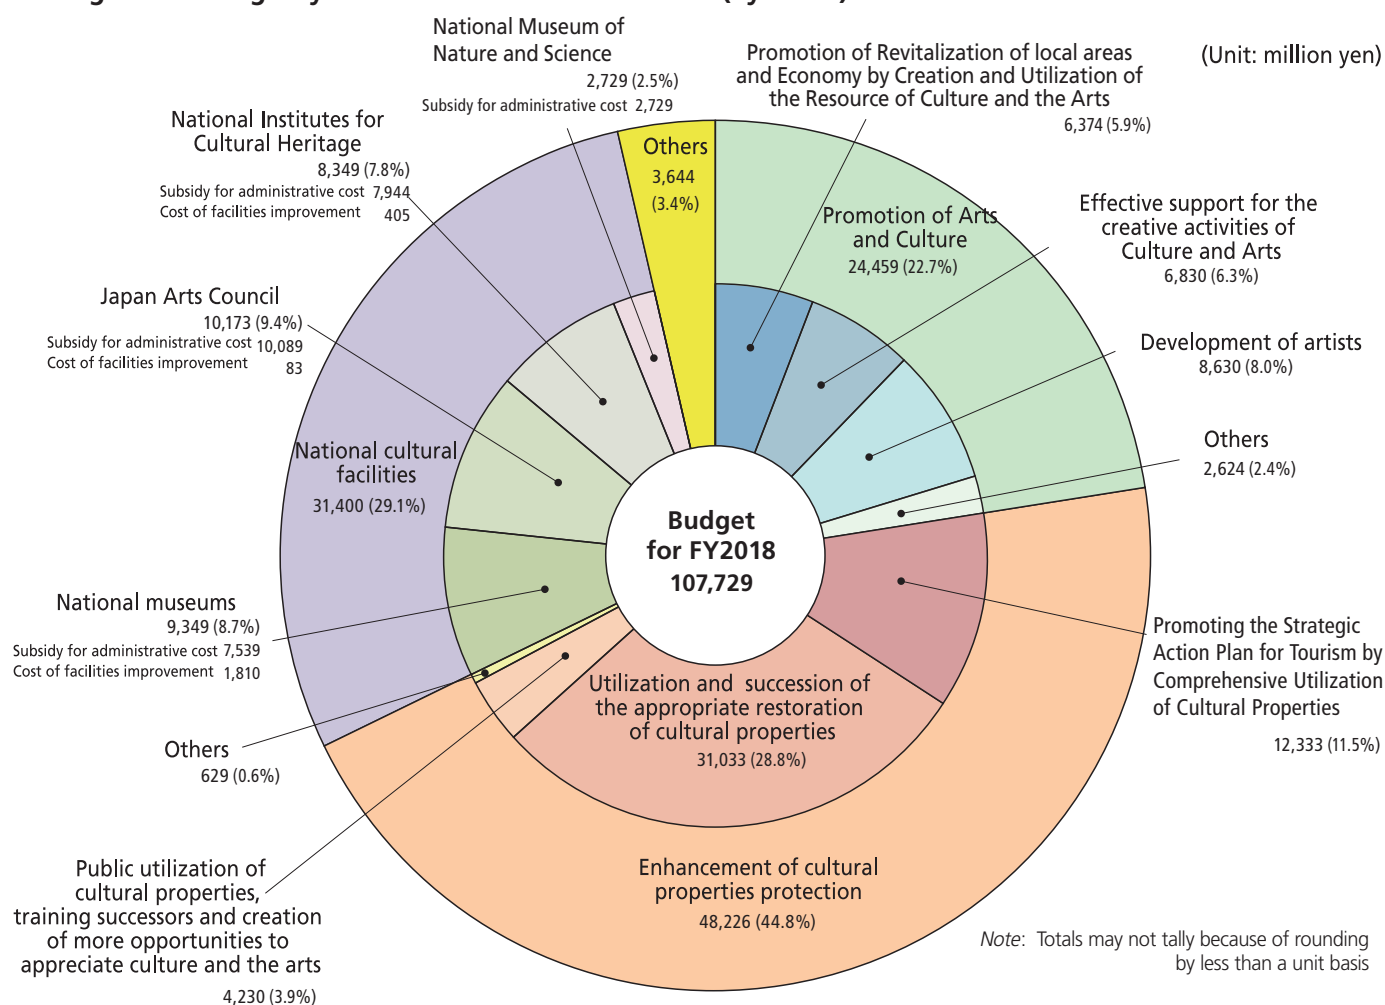 National Museum of
Nature and Science
2,729 (2.5%)
Subsidy for administrative cost 2,729
Promotion of Revitalization of local areas
and Economy by Creation and Utilization of
the Resource of Culture and the Arts
6,374 (5.9%)
(Unit: million yen)
National Institutes for
Cultural Heritage
8,349 (7.8%)
Subsidy for administrative cost 7,944
Cost of facilities improvement 405
Others
3,644
(3.4%)
Promotion of Arts
and Culture
24,459 (22.7%)
Effective support for the
creative activities of
Culture and Arts
6,830 (6.3%)
Japan Arts Council
10,173 (9.4%)
Subsidy for administrative cost 10,089
Cost of facilities improvement 83
Development of artists
8,630 (8.0%)
Others
2,624 (2.4%)
National cultural
facilities
31,400 (29.1%)
Budget
for FY2018
107,729
National museums
9,349 (8.7%)
Subsidy for administrative cost 7,539
Cost of facilities improvement 1,810
Promoting the Strategic
Action Plan for Tourism by
Comprehensive Utilization
of Cultural Properties
12,333 (11.5%)
Utilization and succession of
the appropriate restoration
of cultural properties
31,033 (28.8%)
Others
629 (0.6%)
Public utilization of
cultural properties,
training successors and creation
of more opportunities to
appreciate culture and the arts
4,230 (3.9%)
Enhancement of cultural
properties protection
48,226 (44.8%)
Note: Totals may not tally because of rounding
by less than a unit basis